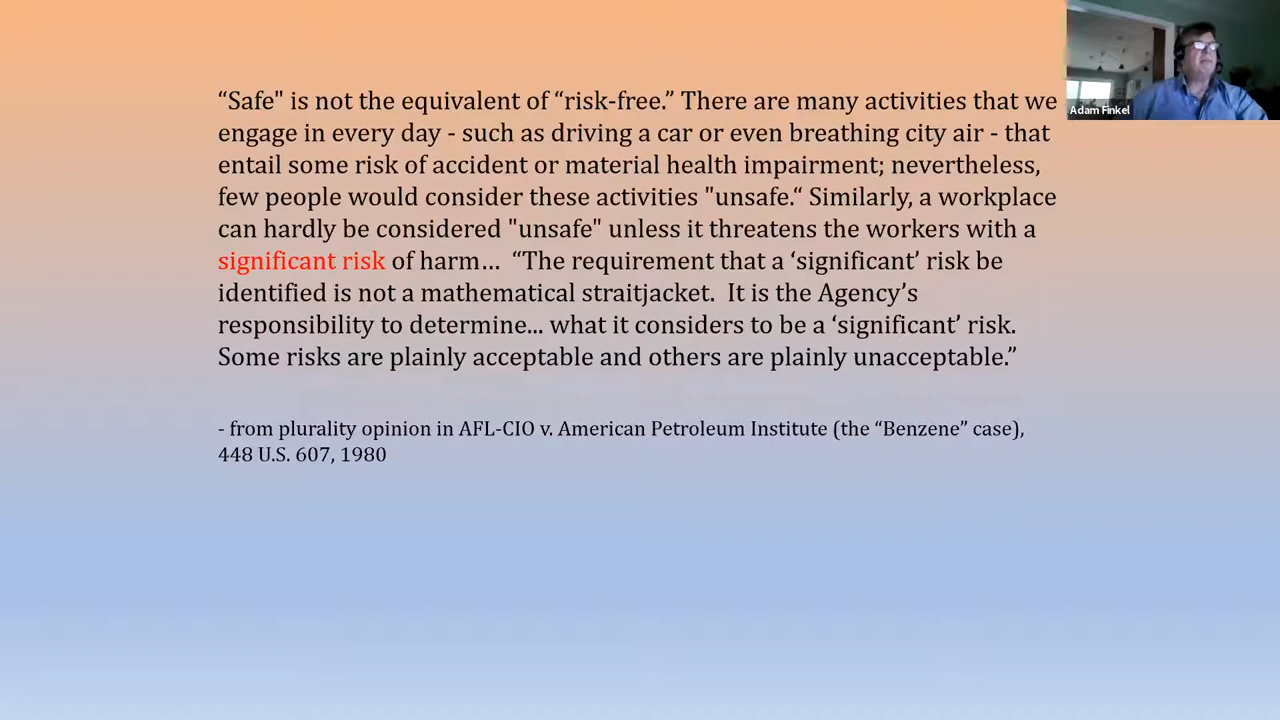 “Safe" is not the equivalent of “risk-free.” There are many activities that we
engage in every day - such as driving a car or even breathing city air - that
entail some risk of accident or material health impairment; nevertheless,
few people would consider these activities "unsafe.“ Similarly, a workplace
can hardly be considered "unsafe" unless it threatens the workers with a
significant risk of harm… “The requirement that a ‘significant’ risk be
identified is not a mathematical straitjacket. It is the Agency’s
responsibility to determine... what it considers to be a ‘significant’ risk.
Some risks are plainly acceptable and others are plainly unacceptable.”
- from plurality opinion in AFL-CIO v. American Petroleum Institute (the “Benzene” case),
448 U.S. 607, 1980
Adam Finkel